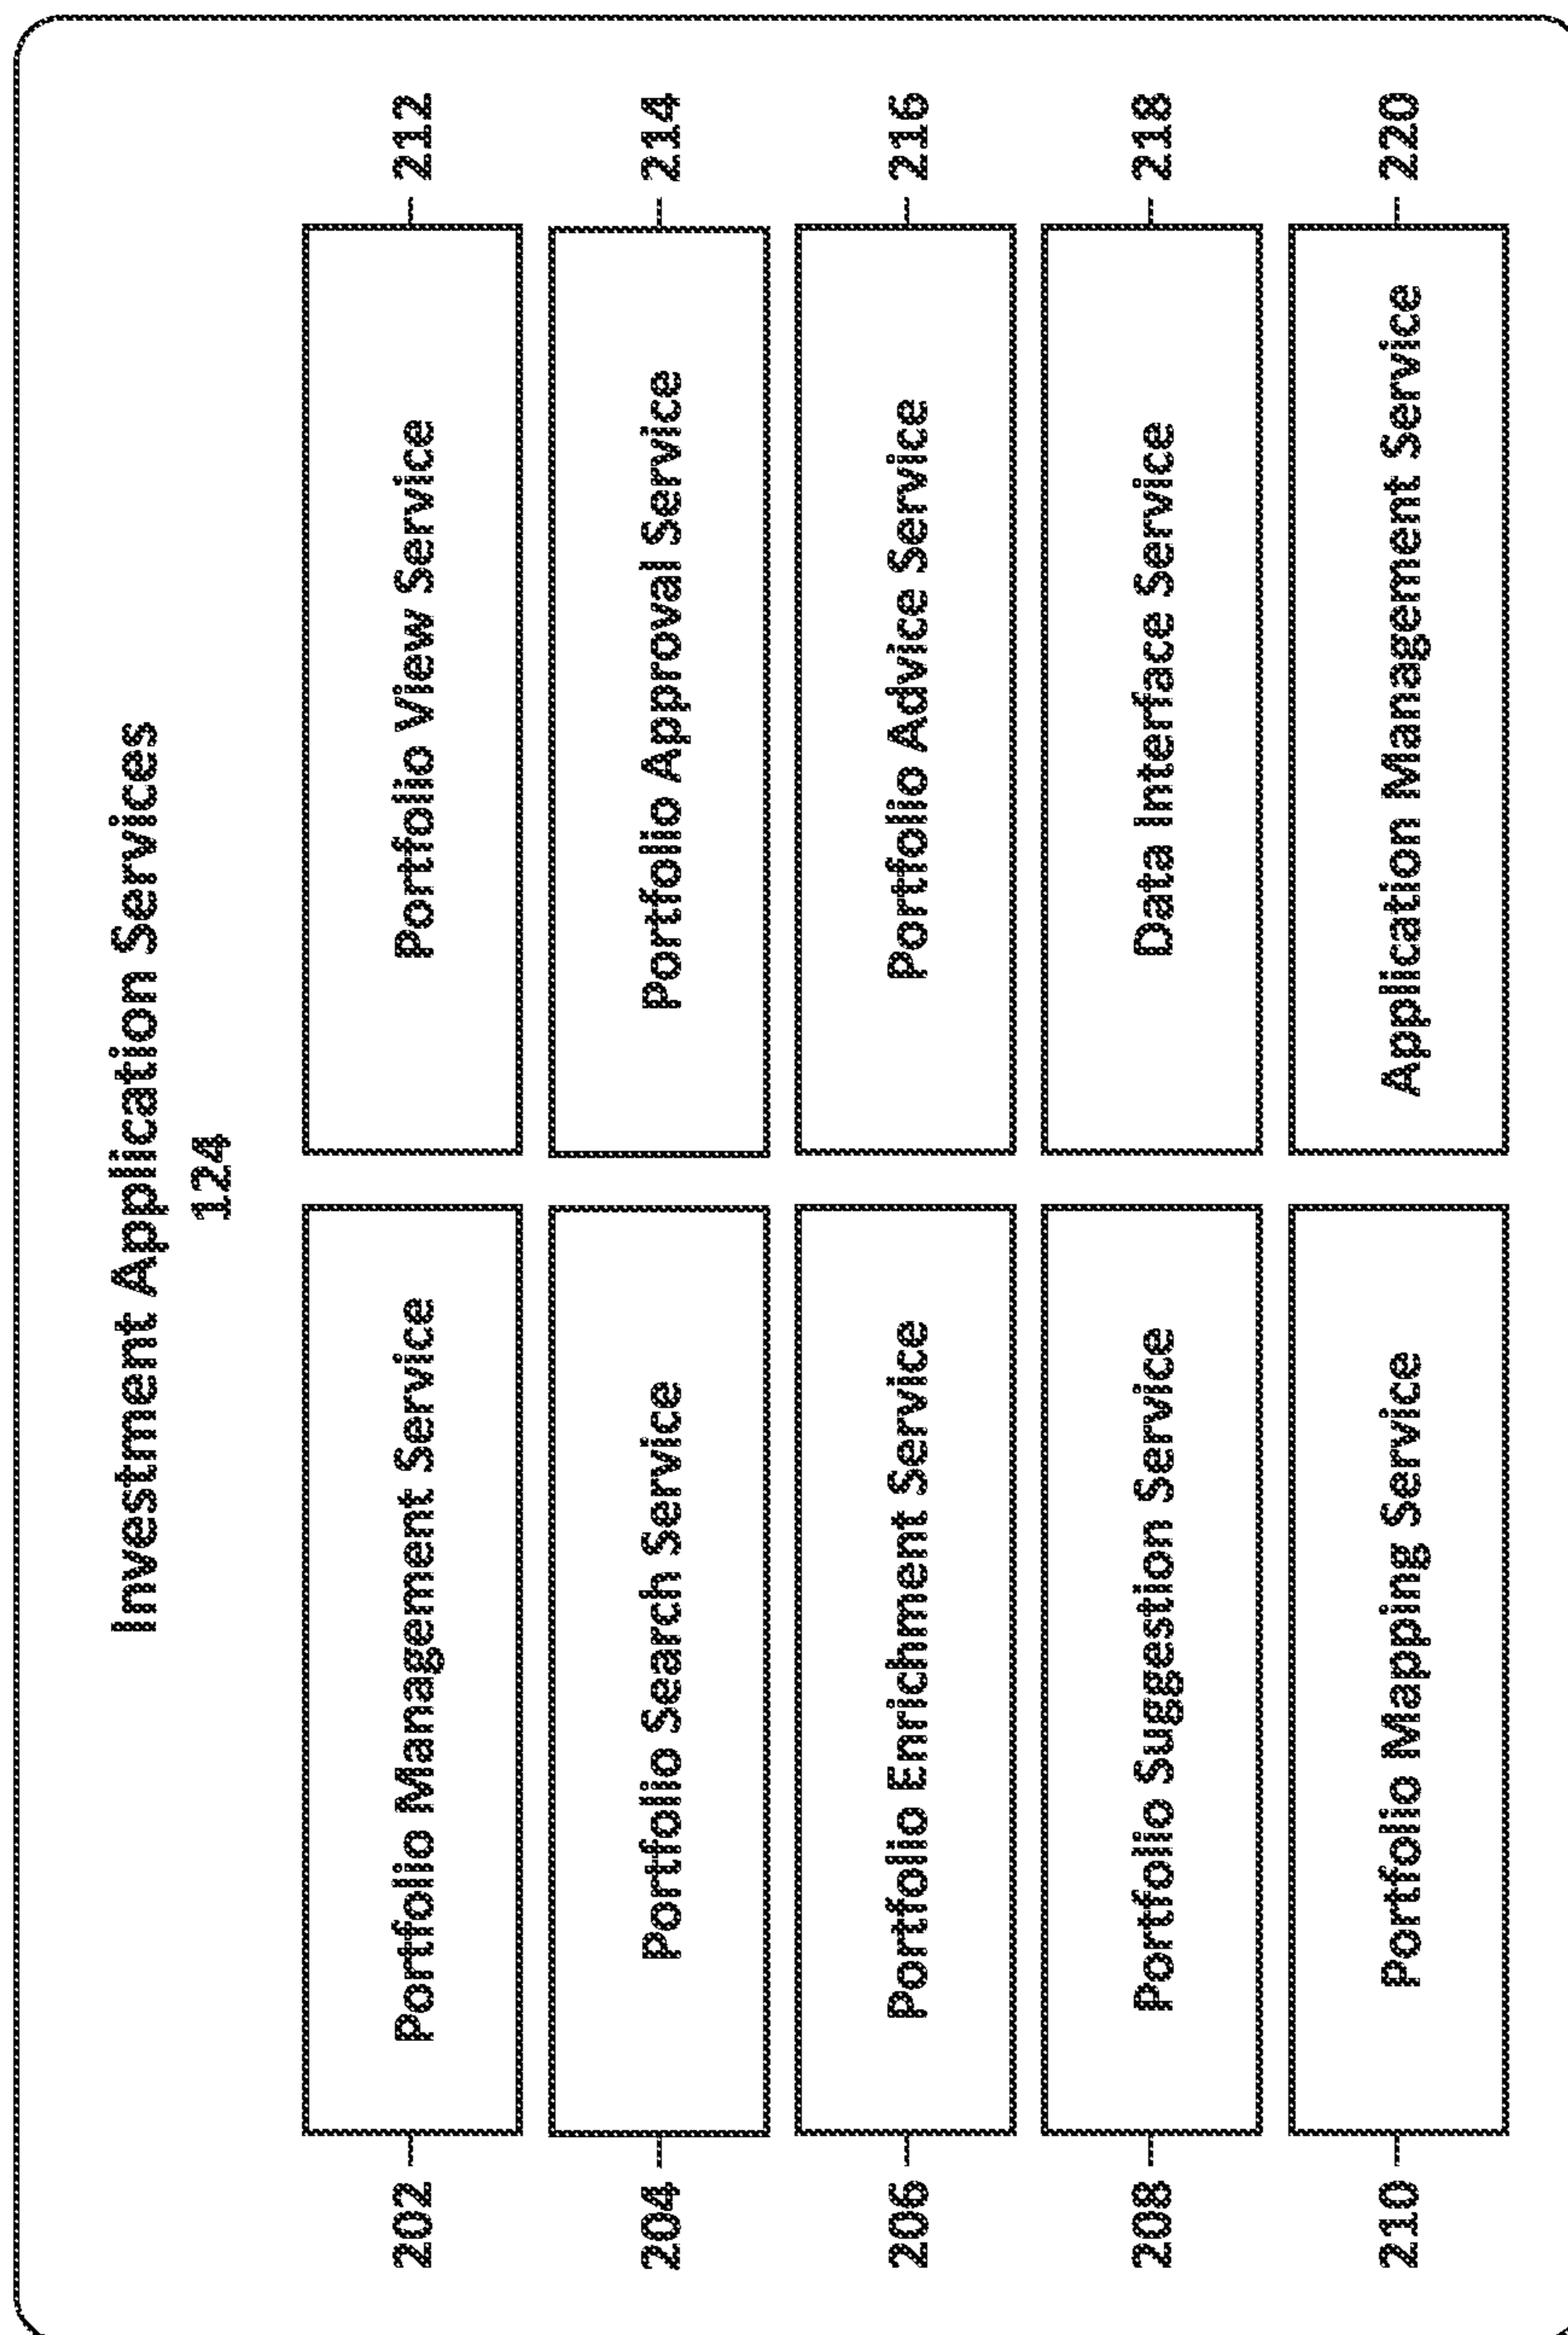 Investment Application Services
124
202 Portfolio Management Service Portfolio View Service 212
204 Portfolio Search Service Portfolio Approval Service 214
206 Portfolio Enrichment Service Portfolio Advice Service 216
208 Portfolio Suggestion Service Data Interface Service 218
210 Portfolio Mapping Service Application Management Service 220